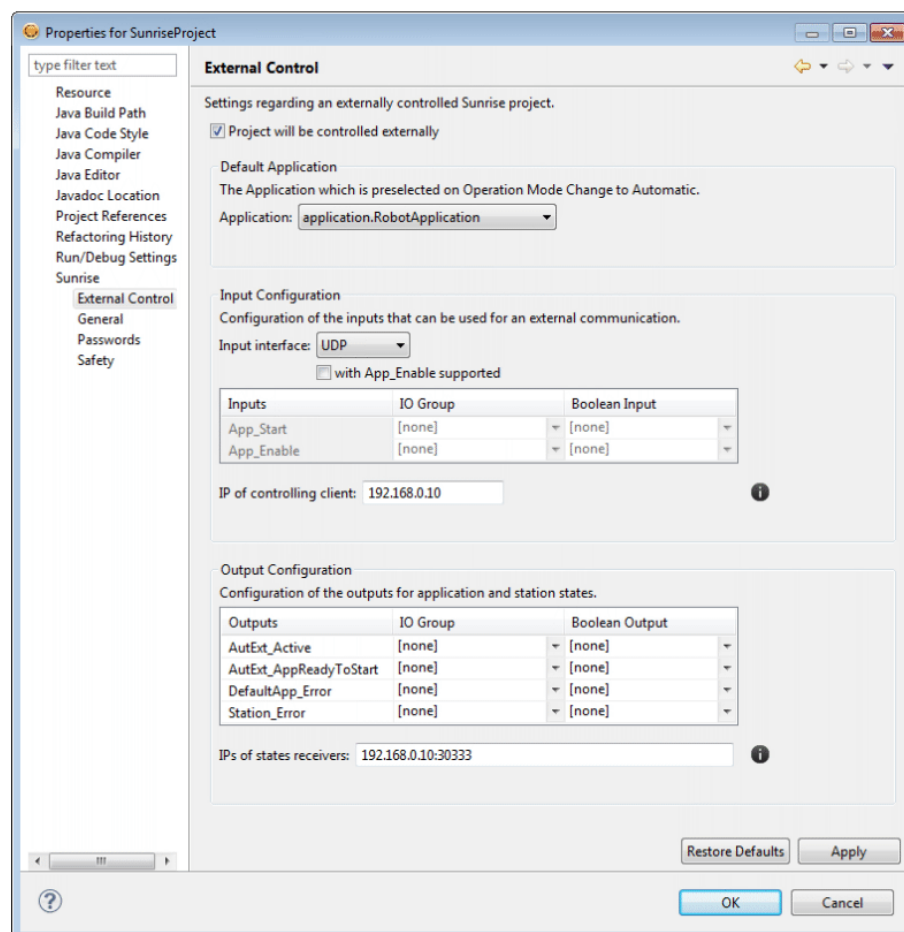 Properties for SunriseProject
type filter text
Resource
Java Build Path
Java Code Style
Java Compiler
Java Editor
Javadoc Location
Project References
Refactoring History
Run/Debug Settings
Sunrise
External Control
General
Passwords
Safety
External Control
Settings regarding an externally controlled Sunrise project.
Project will be controlled externally
Default Application
The Application which is preselected on Operation Mode Change to Automatic.
Application: application.RobotApplication
Input Configuration
Configuration of the inputs that can be used for an external communication.
Input interface: UDP
with App_Enable supported
Inputs IO Group Boolean Input
App_Start [none] [none]
App_Enable [none] [none]
IP of controlling client: 192.168.0.10
Output Configuration
Configuration of the outputs for application and station states.
Outputs IO Group Boolean Output
AutExt_Active [none] [none]
AutExt_AppReadyToStart [none] [none]
DefaultApp_Error [none] [none]
Station_Error [none] [none]
IPs of states receivers: 192.168.0.10:30333
Restore Defaults Apply
OK Cancel